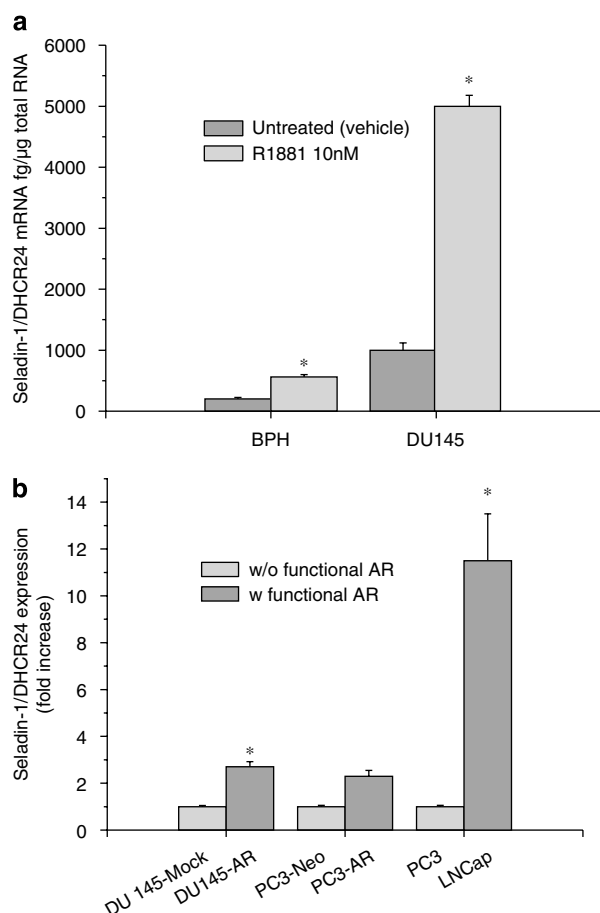 a
Seladin-1/DHCR24 mRNA fg/µg total RNA
6000
5000
4000
3000
2000
1000
0
Untreated (vehicle)
R1881 10nM
*
*
BPH
DU145
b
Seladin-1/DHCR24 expression
(fold increase)
14
12
10
8
6
4
2
0
w/o functional AR
w functional AR
*
*
DU 145-Mock
DU145-AR
PC3-Neo
PC3-AR
PC3
LNCap